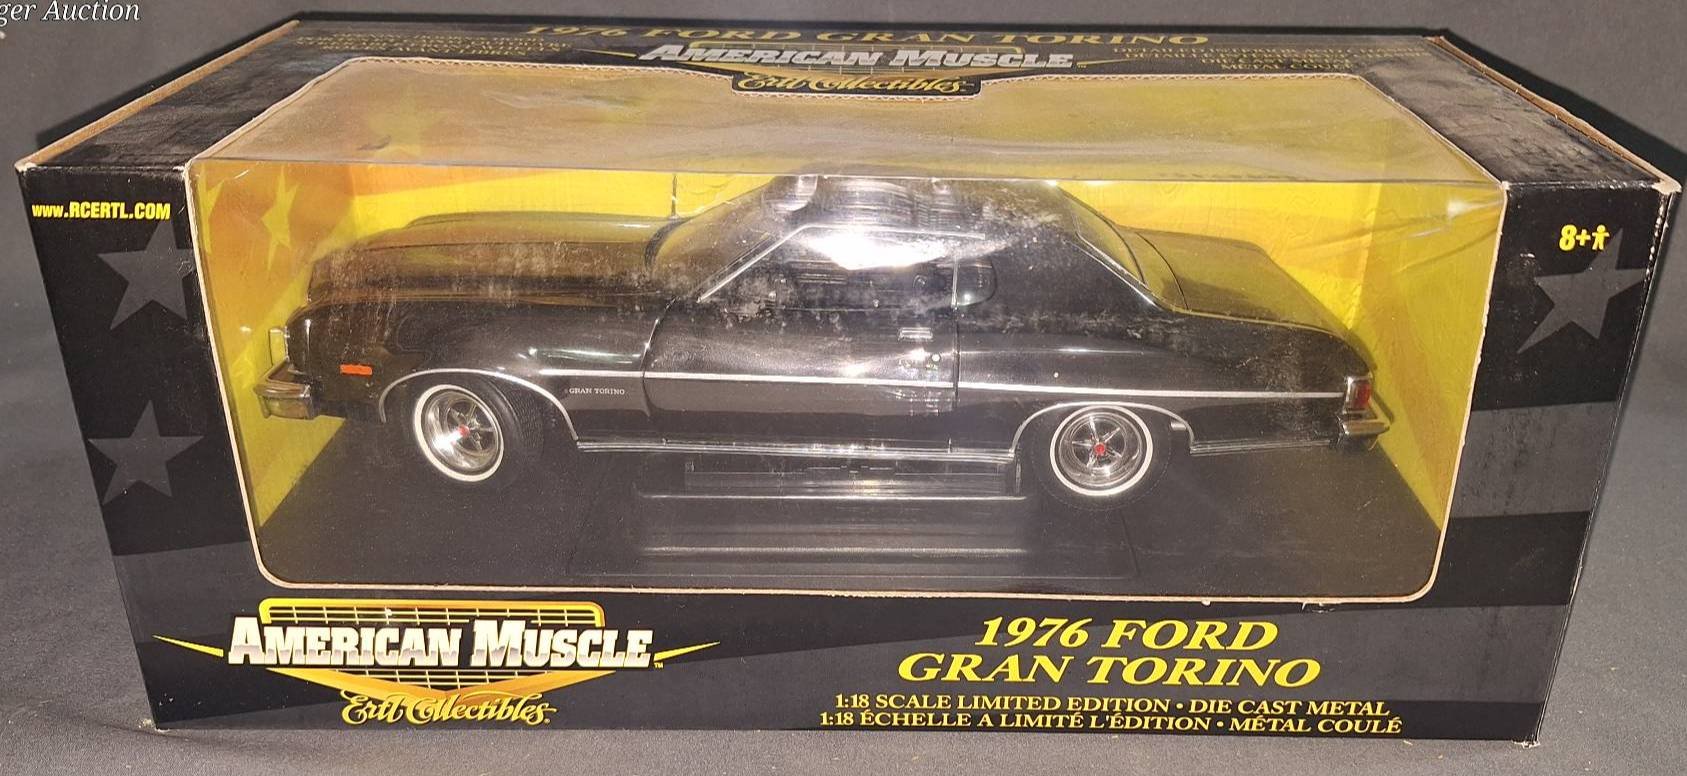 ger Auction
1976 FORD GRAN TORINO
AMERICAN MUSCLE
Ertl Collectibles
www.RCERTL.COM
8+
GRAN TORINO
AMERICAN MUSCLE™
Ertl Collectibles
1976 FORD
GRAN TORINO
1:18 SCALE LIMITED EDITION • DIE CAST METAL
1:18 ÉCHELLE A LIMITÉ L'ÉDITION • MÉTAL COULÉ